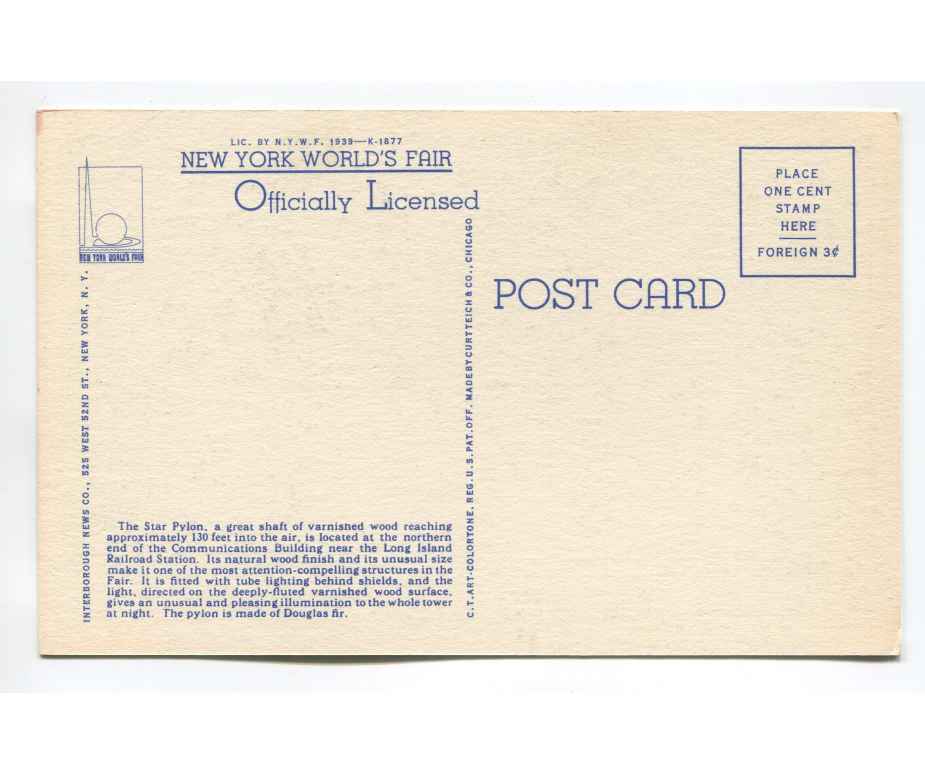 LIC. BY N.Y.W.F. 1939—K-1877
NEW YORK WORLD'S FAIR
Officially Licensed
NEW YORK WORLD'S FAIR
INTERBOROUGH NEWS CO., 525 WEST 52ND ST., NEW YORK, N. Y.
The Star Pylon, a great shaft of varnished wood reaching
approximately 130 feet into the air, is located at the northern
end of the Communications Building near the Long Island
Railroad Station. Its natural wood finish and its unusual size
make it one of the most attention-compelling structures in the
Fair. It is fitted with tube lighting behind shields, and the
light, directed on the deeply-fluted varnished wood surface,
gives an unusual and pleasing illumination to the whole tower
at night. The pylon is made of Douglas fir.
C.T. ART-COLORTONE, REG. U.S. PAT. OFF. MADE BY CURT TEICH & CO., CHICAGO
POST CARD
PLACE
ONE CENT
STAMP
HERE
FOREIGN 3¢